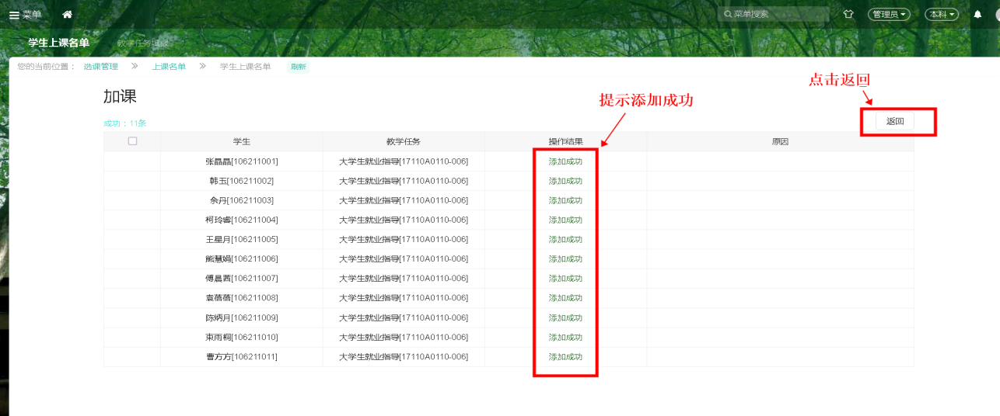 菜单 菜单搜索 管理员 本科
学生上课名单 教学任务填报
您的当前位置： 选课管理 » 上课名单 » 学生上课名单 刷新
点击返回
加课
提示添加成功
成功：11条 返回
学生 教学任务 操作结果 原因
张晶晶[106211001] 大学生就业指导[17110A0110-006] 添加成功
韩玉[106211002] 大学生就业指导[17110A0110-006] 添加成功
余丹[106211003] 大学生就业指导[17110A0110-006] 添加成功
柯玲睿[106211004] 大学生就业指导[17110A0110-006] 添加成功
王星月[106211005] 大学生就业指导[17110A0110-006] 添加成功
熊慧娟[106211006] 大学生就业指导[17110A0110-006] 添加成功
傅晨茜[106211007] 大学生就业指导[17110A0110-006] 添加成功
袁蓓蓓[106211008] 大学生就业指导[17110A0110-006] 添加成功
陈炳月[106211009] 大学生就业指导[17110A0110-006] 添加成功
束雨桐[106211010] 大学生就业指导[17110A0110-006] 添加成功
曹方方[106211011] 大学生就业指导[17110A0110-006] 添加成功